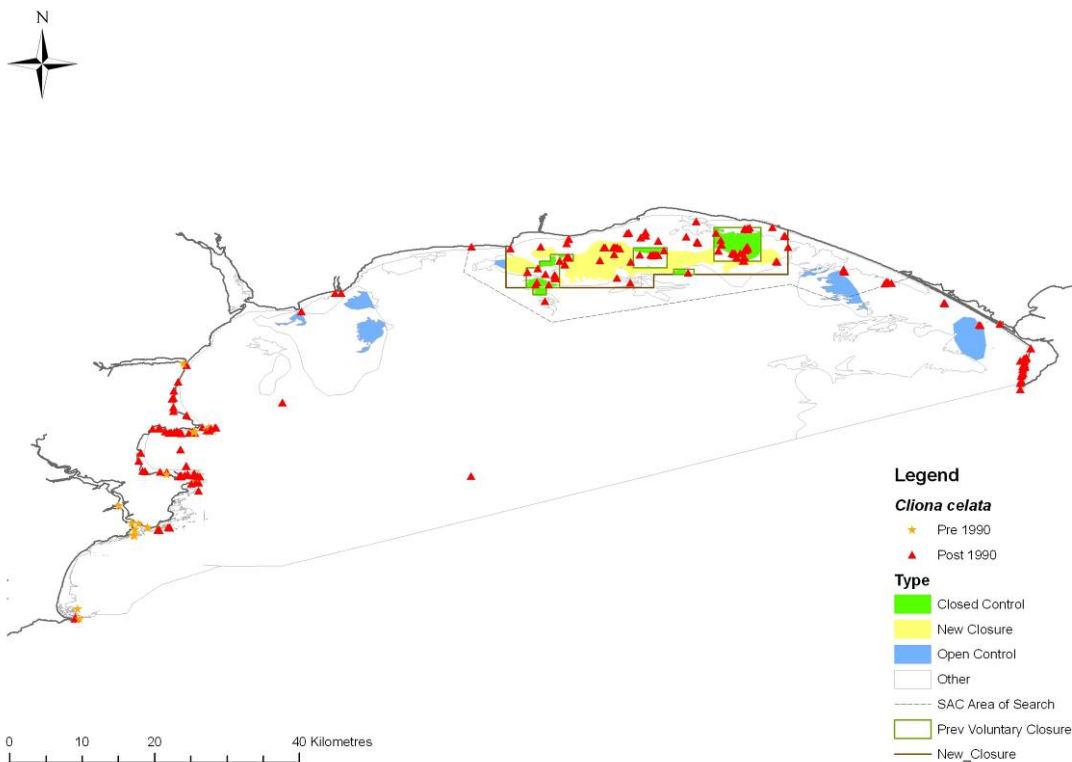 N
Legend
Cliona celata
Pre 1990
Post 1990
Type
Closed Control
New Closure
Open Control
Other
SAC Area of Search
Prev Voluntary Closure
New_Closure
0 10 20 40 Kilometres